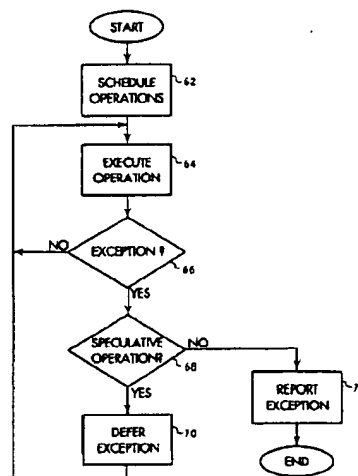 START
SCHEDULE
OPERATIONS
62
EXECUTE
OPERATION
64
EXCEPTION ?
66
NO
YES
SPECULATIVE
OPERATION?
68
NO
YES
REPORT
EXCEPTION
DEFER
EXCEPTION
70
END